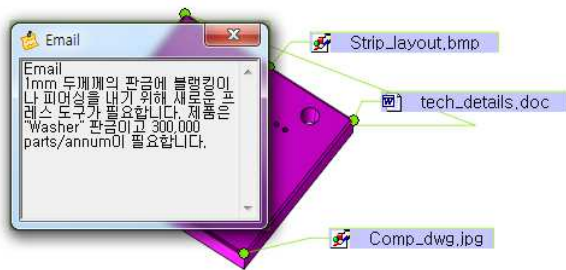 Email
Strip_layout.bmp
Email
1mm 두께께의 판금에 블랭킹이
나 피어싱을 내기 위해 새로운 프
레스 도구가 필요합니다. 제품은
"Washer" 판금이고 300,000
parts/annum이 필요합니다.
tech_details.doc
Comp_dwg.jpg